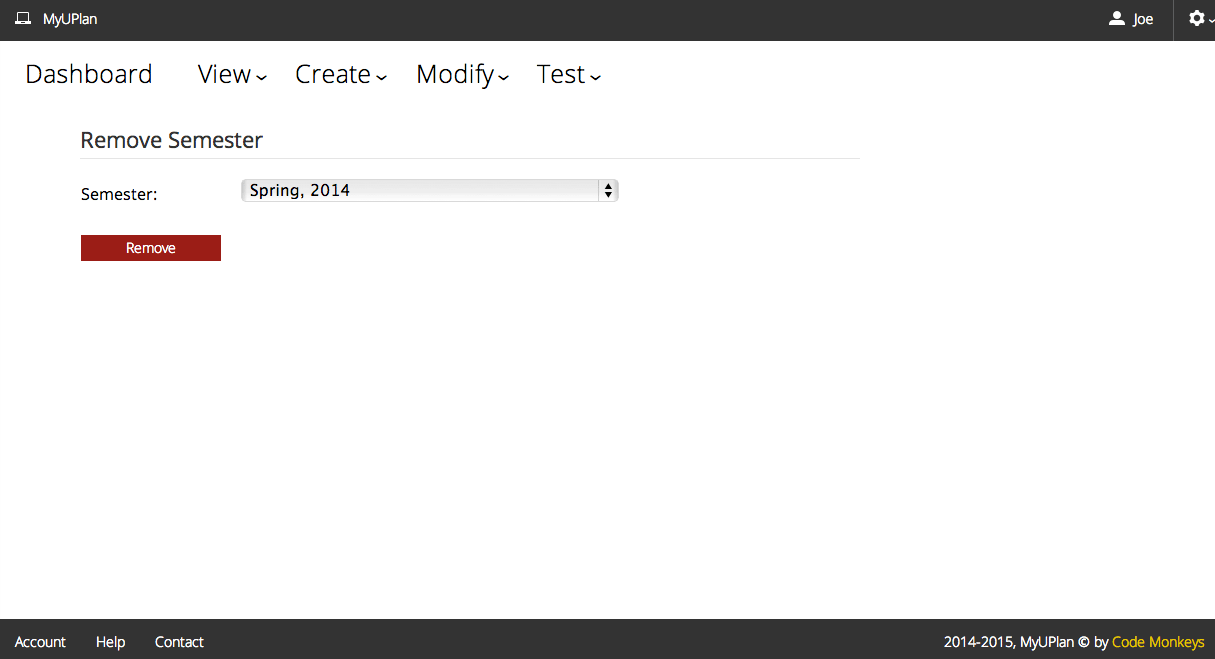 MyUPlan Joe
Dashboard View Create Modify Test
Remove Semester
Semester: Spring, 2014
Remove
Account Help Contact 2014-2015, MyUPlan © by Code Monkeys